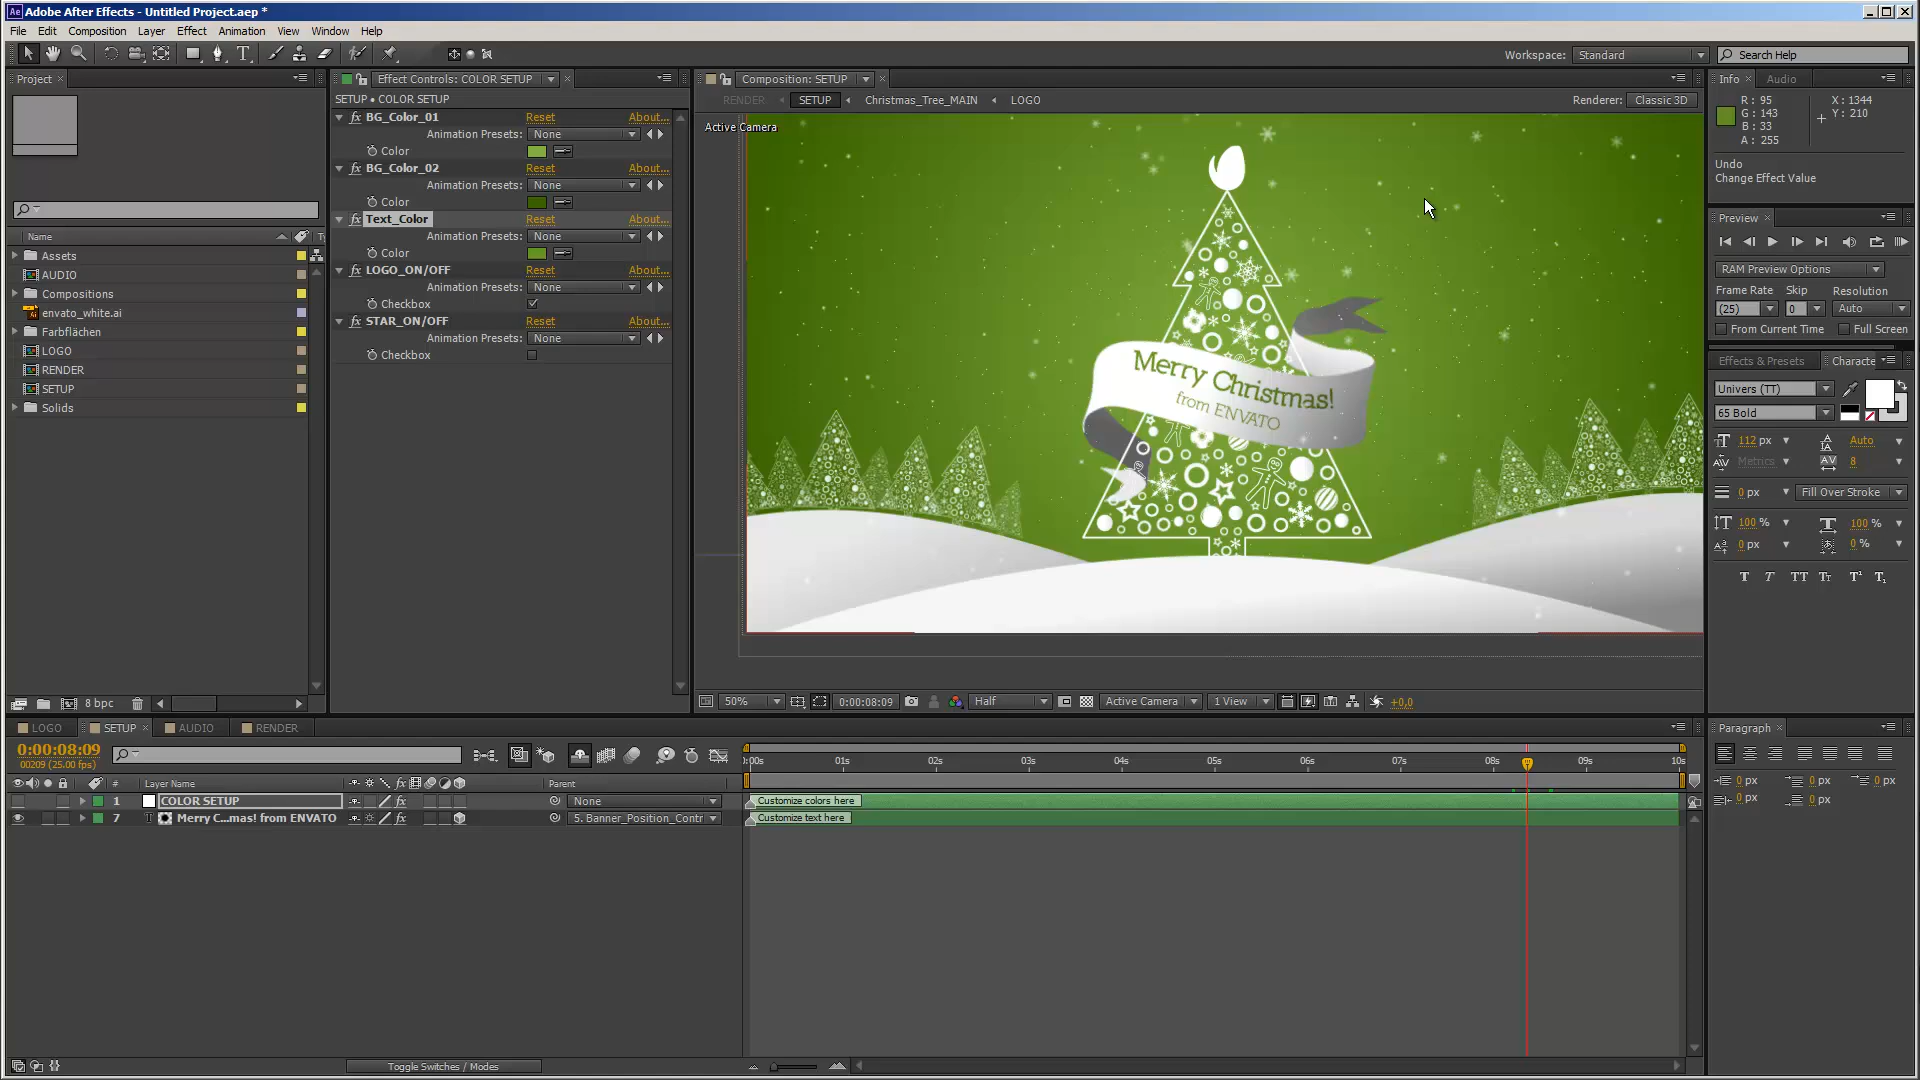 Adobe After Effects - Untitled Project.aep *
File Edit Composition Layer Effect Animation View Window Help
Workspace: Standard Search Help
Project
Name
Assets
AUDIO
Compositions
envato_white.ai
Farbflächen
LOGO
RENDER
SETUP
Solids
8 bpc
Effect Controls: COLOR SETUP
SETUP • COLOR SETUP
BG_Color_01 Reset About...
Animation Presets: None
Color
BG_Color_02 Reset About...
Animation Presets: None
Color
Text_Color Reset About...
Animation Presets: None
Color
LOGO_ON/OFF Reset About...
Animation Presets: None
Checkbox
STAR_ON/OFF Reset About...
Animation Presets: None
Checkbox
Composition: SETUP
RENDER SETUP Christmas_Tree_MAIN LOGO Renderer: Classic 3D
Active Camera
Merry Christmas!
from ENVATO
50% 0:00:08:09 Half Active Camera 1 View +0,0
Info Audio
R: 95 X: 1344
G: 143 Y: 210
B: 33
A: 255
Undo
Change Effect Value
Preview
RAM Preview Options
Frame Rate Skip Resolution
(25) 0 Auto
From Current Time Full Screen
Effects & Presets Characte
Univers (TT)
65 Bold
112 px Auto
Metrics 8
0 px Fill Over Stroke
100 % 100 %
0 px 0 %
T T TT Tт T¹ T₁
LOGO SETUP AUDIO RENDER
0:00:08:09
00209 (25.00 fps)
# Layer Name Parent
1 COLOR SETUP None
7 Merry C...mas! from ENVATO 5. Banner_Position_Contr
):00s 01s 02s 03s 04s 05s 06s 07s 08s 09s 10s
Customize colors here
Customize text here
Toggle Switches / Modes
Paragraph
0 px 0 px 0 px
0 px 0 px